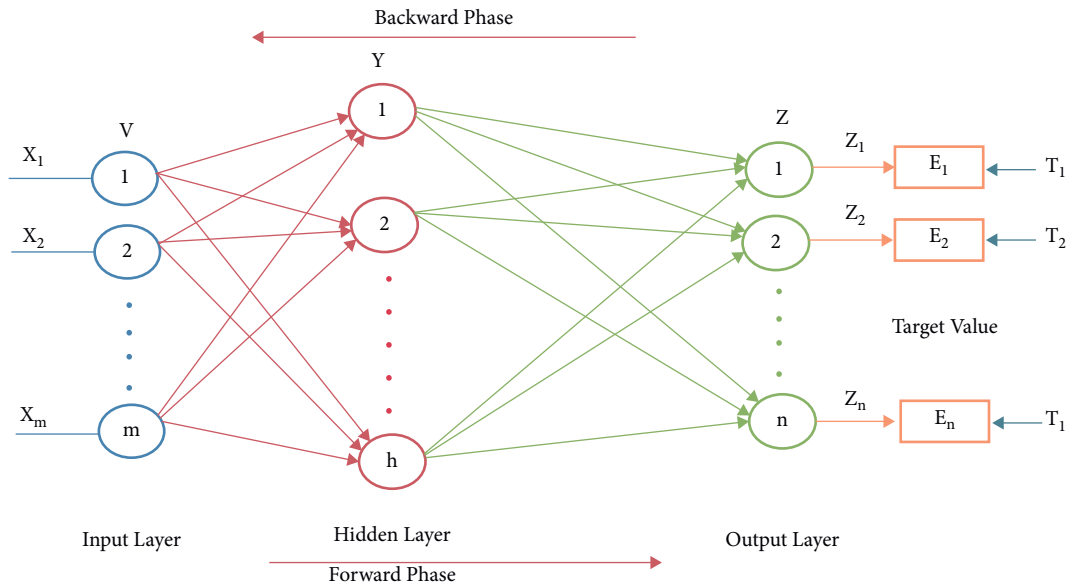 Backward Phase
Y
V
Z
X₁
1
1
1
Z₁
E₁
T₁
X₂
2
2
2
Z₂
E₂
T₂
Target Value
Xₘ
m
h
n
Zₙ
Eₙ
T₁
Input Layer
Hidden Layer
Output Layer
Forward Phase